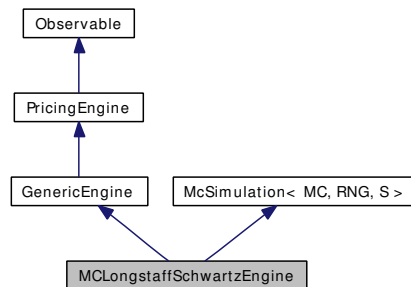 Observable
PricingEngine
GenericEngine
McSimulation< MC, RNG, S >
MCLongstaffSchwartzEngine